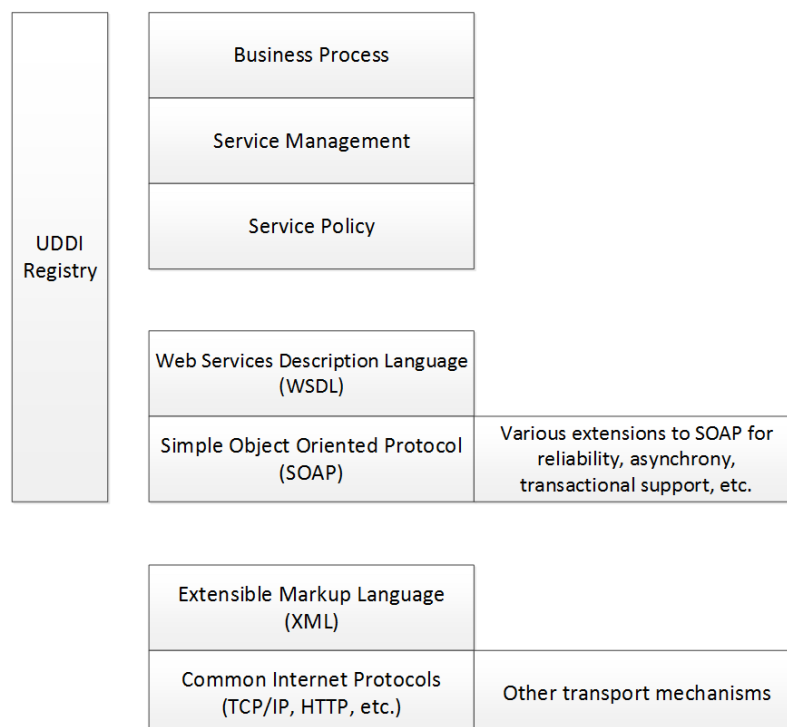 UDDI
Registry
Business Process
Service Management
Service Policy
Web Services Description Language
(WSDL)
Simple Object Oriented Protocol
(SOAP)
Various extensions to SOAP for
reliability, asynchrony,
transactional support, etc.
Extensible Markup Language
(XML)
Common Internet Protocols
(TCP/IP, HTTP, etc.)
Other transport mechanisms